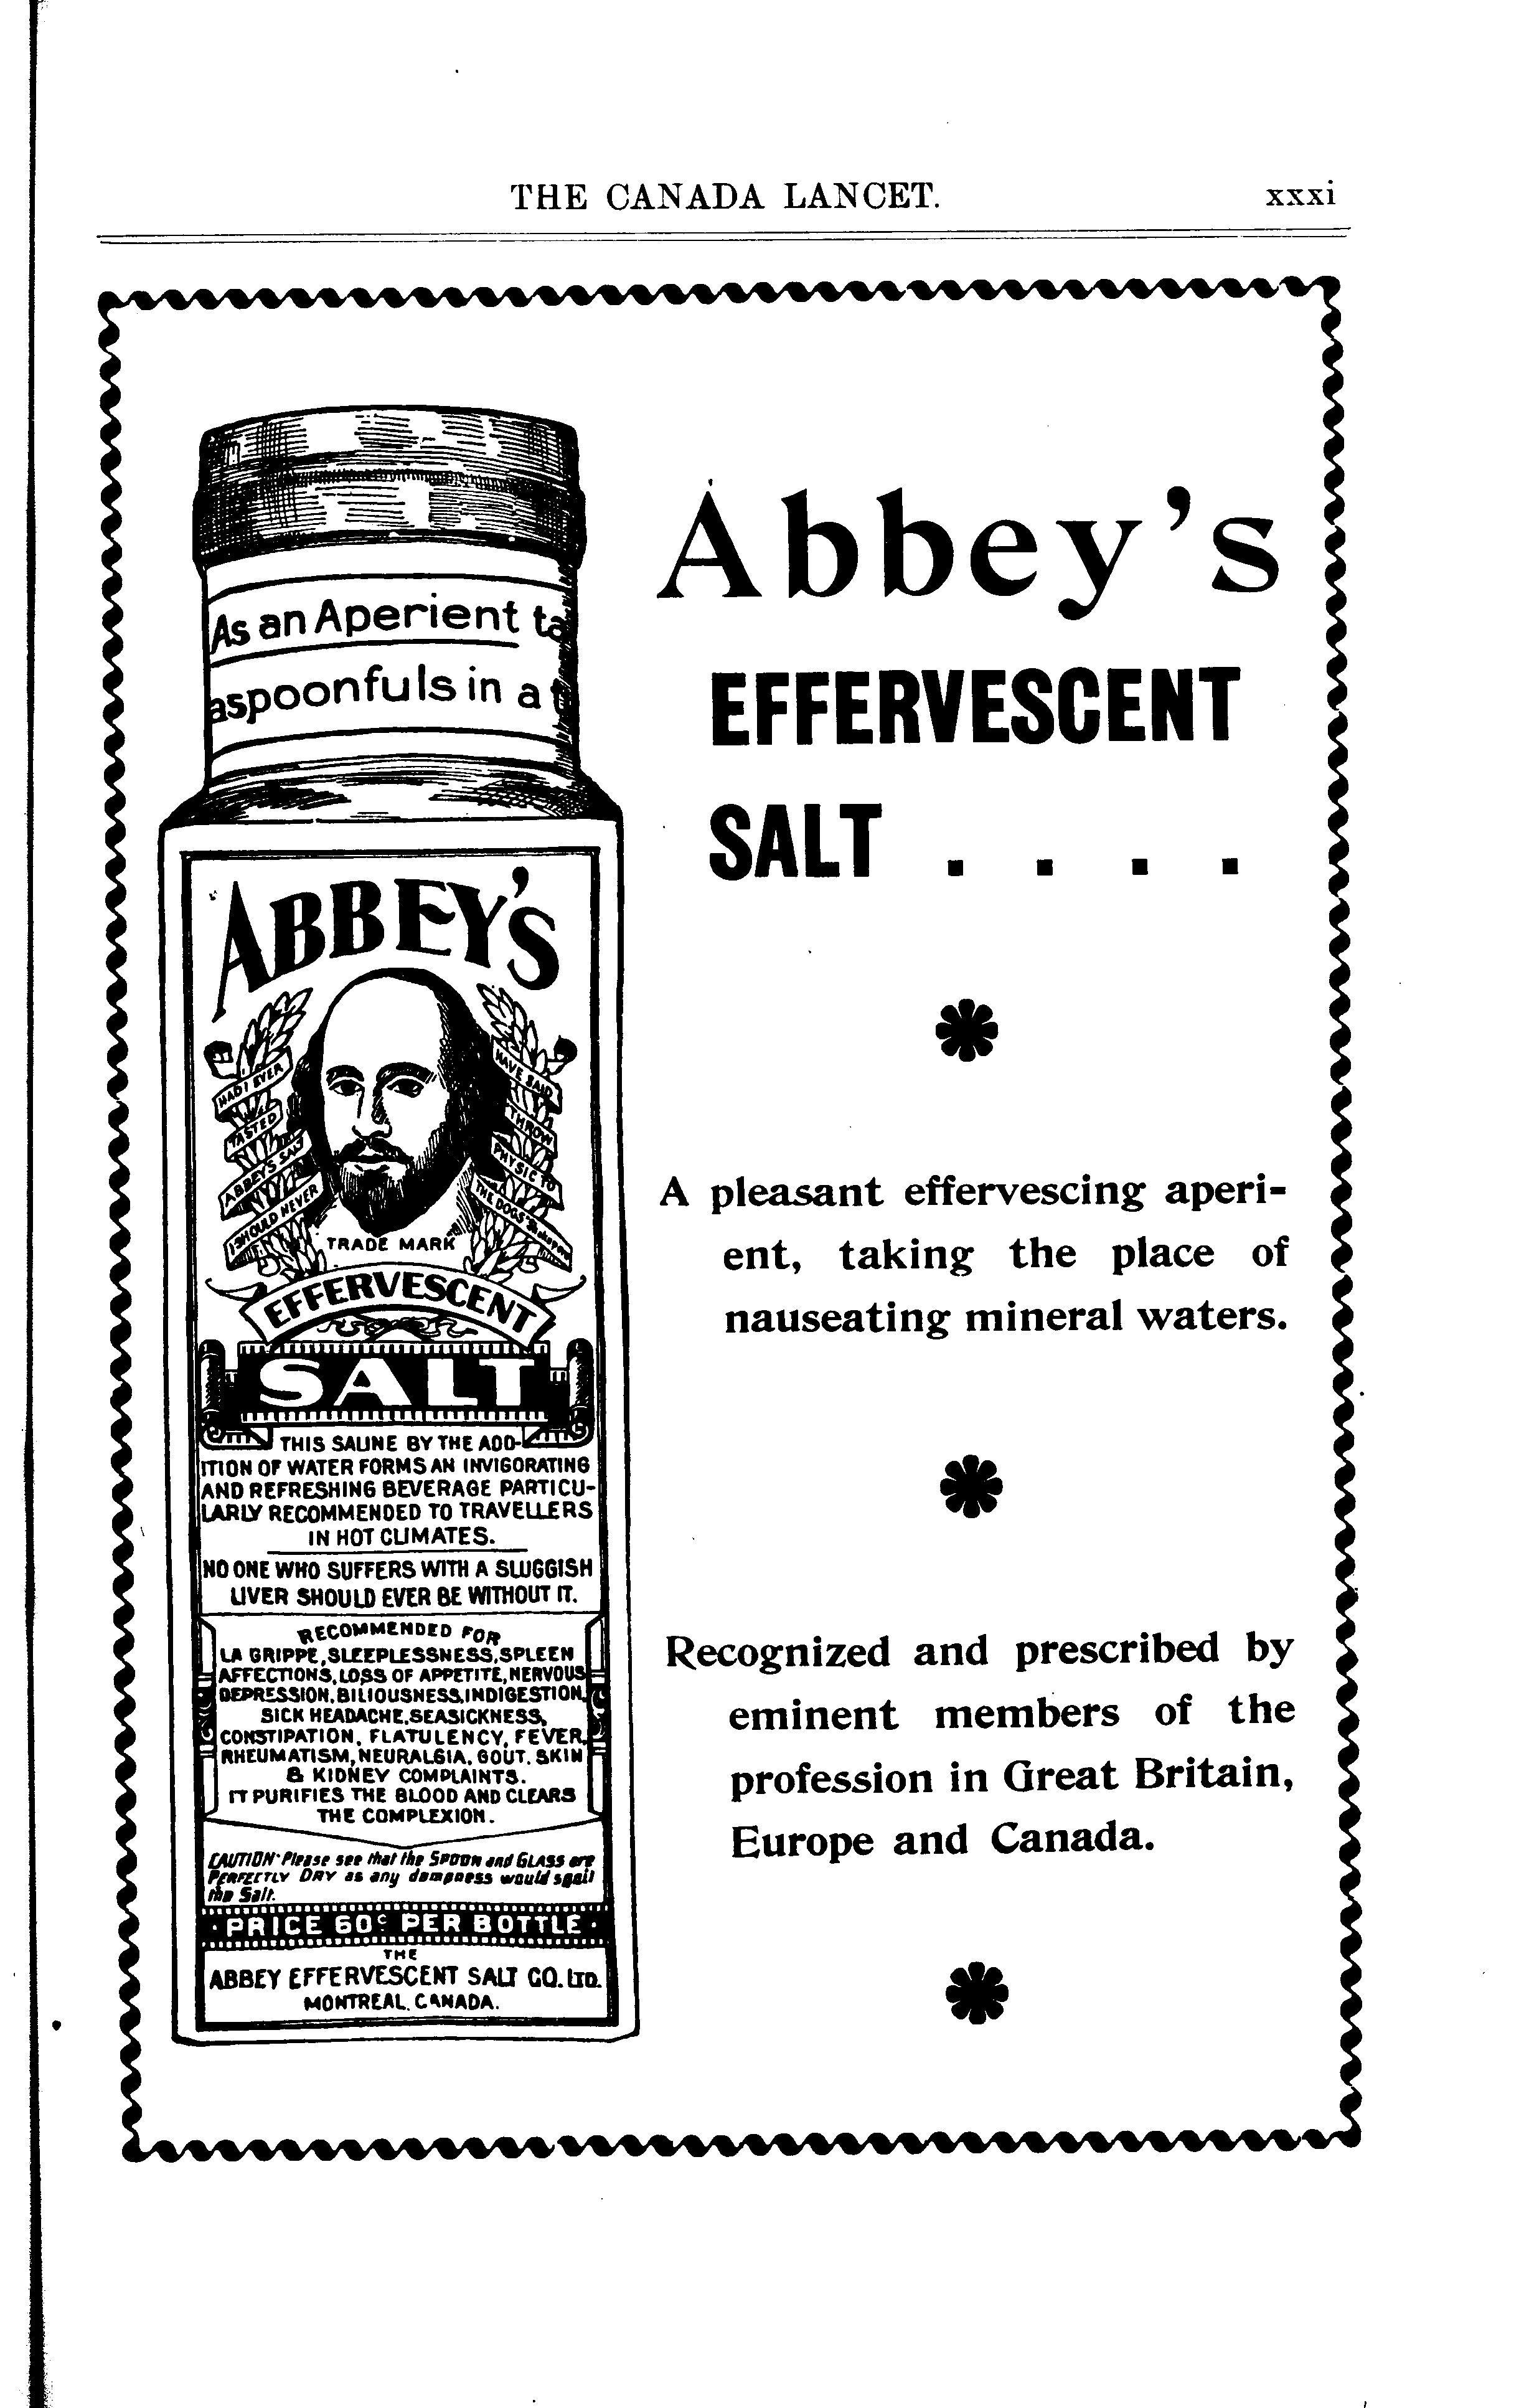 THE CANADA LANCET. xxxi
As an Aperient ta
aspoonfuls in a t
ABBEY'S
HAD I EVER
TASTED
ABBEY'S SALT
I SHOULD NEVER
HAVE SAID
THROW
PHYSIC TO
THE DOGS
TRADE MARK
EFFERVESCENT
SALT
THIS SALINE BY THE ADD-
ITION OF WATER FORMS AN INVIGORATING
AND REFRESHING BEVERAGE PARTICU-
LARLY RECOMMENDED TO TRAVELLERS
IN HOT CLIMATES.
NO ONE WHO SUFFERS WITH A SLUGGISH
LIVER SHOULD EVER BE WITHOUT IT.
RECOMMENDED FOR
LA GRIPPE, SLEEPLESSNESS, SPLEEN
AFFECTIONS, LOSS OF APPETITE, NERVOUS
DEPRESSION, BILIOUSNESS, INDIGESTION,
SICK HEADACHE, SEASICKNESS,
CONSTIPATION, FLATULENCY, FEVER,
RHEUMATISM, NEURALGIA, GOUT, SKIN
& KIDNEY COMPLAINTS.
IT PURIFIES THE BLOOD AND CLEARS
THE COMPLEXION.
CAUTION· Please see that the SPOON and GLASS are
PERFECTLY DRY as any dampness would spoil
the Salt.
· PRICE 60c PER BOTTLE ·
THE
ABBEY EFFERVESCENT SALT CO. LTD.
MONTREAL, CANADA.
Abbey's
EFFERVESCENT
SALT . . . .
A pleasant effervescing aperi-
ent, taking the place of
nauseating mineral waters.
Recognized and prescribed by
eminent members of the
profession in Great Britain,
Europe and Canada.